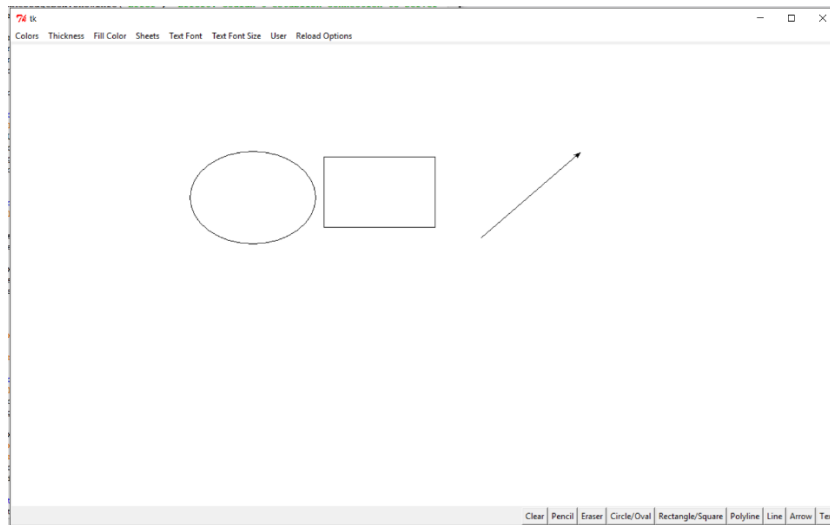 tk
Colors Thickness Fill Color Sheets Text Font Text Font Size User Reload Options
Clear Pencil Eraser Circle/Oval Rectangle/Square Polyline Line Arrow